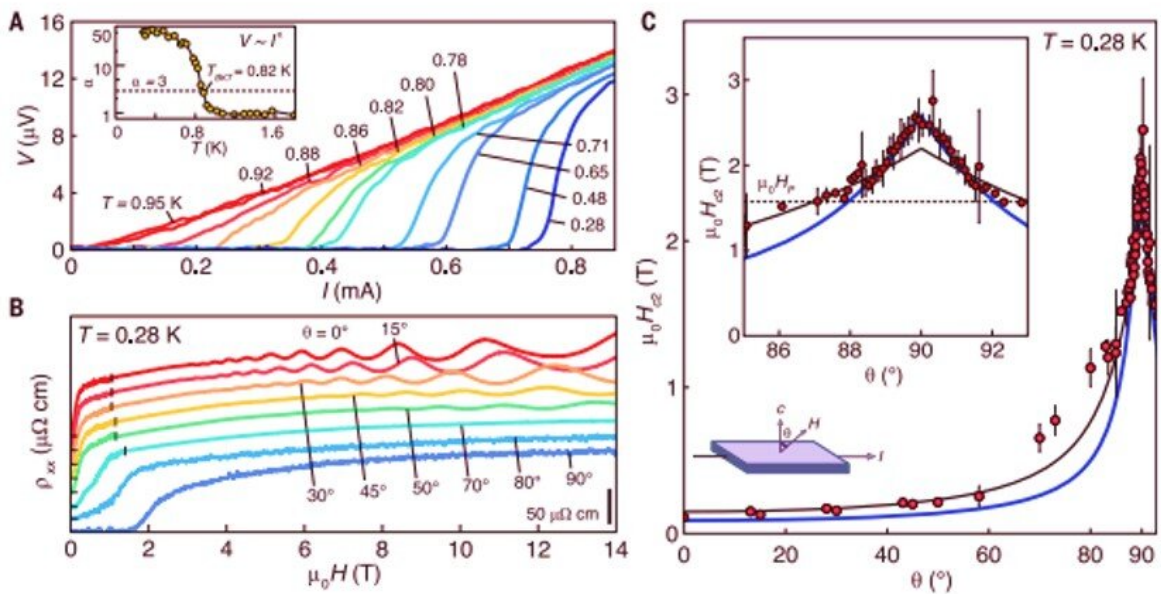 A
16
12
8
4
0
V (μV)
50
10
1
α
V ~ I^α
T_BKT = 0.82 K
α = 3
0
0.8
1.6
T (K)
0.78
0.80
0.82
0.86
0.88
0.92
T = 0.95 K
0.71
0.65
0.48
0.28
0
0.2
0.4
0.6
0.8
I (mA)
B
T = 0.28 K
θ = 0°
15°
30°
45°
50°
70°
80°
90°
50 μΩ cm
ρxx (μΩ cm)
0
2
4
6
8
10
12
14
μ0H (T)
C
T = 0.28 K
3
2
1
0
μ0Hc2 (T)
μ0HP
86
88
90
92
θ (°)
3
2
1
0
μ0Hc2 (T)
c
θ
H
I
0
20
40
60
80
90
θ (°)